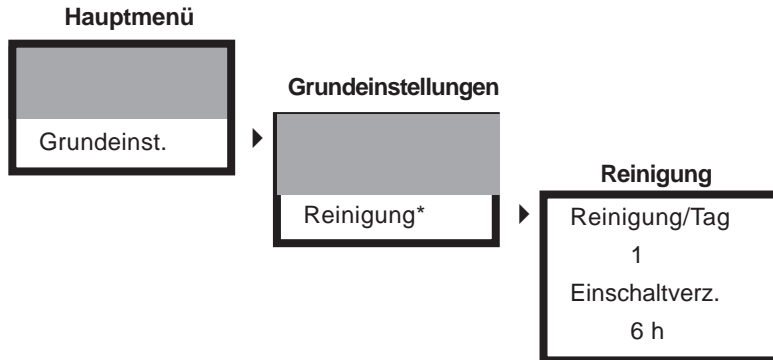 Hauptmenü
Grundeinst.
Grundeinstellungen
Reinigung*
Reinigung
Reinigung/Tag
1
Einschaltverz.
6 h